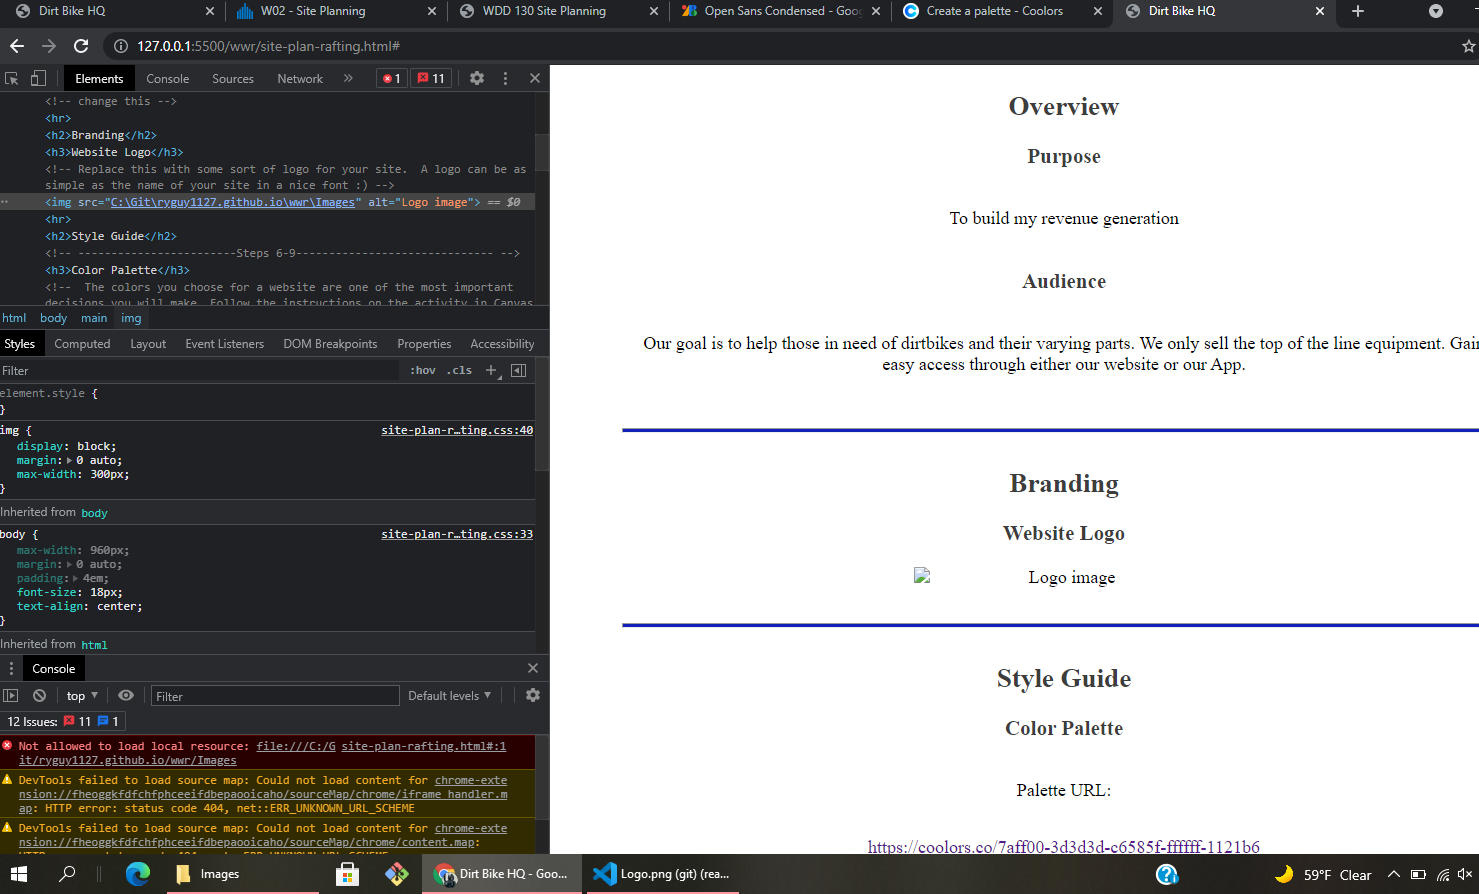 Dirt Bike HQ
W02 - Site Planning
WDD 130 Site Planning
Open Sans Condensed - Goo
Create a palette - Coolors
Dirt Bike HQ
127.0.0.1:5500/wwr/site-plan-rafting.html#
Elements Console Sources Network » 1 11
<!-- change this -->
<hr>
<h2>Branding</h2>
<h3>Website Logo</h3>
<!-- Replace this with some sort of logo for your site.  A logo can be as
simple as the name of your site in a nice font :) -->
<img src="C:\Git\ryguy1127.github.io\wwr\Images" alt="Logo image"> == $0
<hr>
<h2>Style Guide</h2>
<!-- ------------------------Steps 6-9------------------------------ -->
<h3>Color Palette</h3>
<!--  The colors you choose for a website are one of the most important
decisions you will make. Follow the instructions on the activity in Canvas
html body main img
Styles Computed Layout Event Listeners DOM Breakpoints Properties Accessibility
Filter :hov .cls +
element.style {
}
img { site-plan-r…ting.css:40
display: block;
margin: 0 auto;
max-width: 300px;
}
Inherited from body
body { site-plan-r…ting.css:33
max-width: 960px;
margin: 0 auto;
padding: 4em;
font-size: 18px;
text-align: center;
}
Inherited from html
Console
top Filter Default levels
12 Issues: 11 1
Not allowed to load local resource: file:///C:/G site-plan-rafting.html#:1
it/ryguy1127.github.io/wwr/Images
DevTools failed to load source map: Could not load content for chrome-exte
nsion://fheoggkfdfchfphceeifdbepaooicaho/sourceMap/chrome/iframe_handler.m
ap: HTTP error: status code 404, net::ERR_UNKNOWN_URL_SCHEME
DevTools failed to load source map: Could not load content for chrome-exte
nsion://fheoggkfdfchfphceeifdbepaooicaho/sourceMap/chrome/content.map:
Overview
Purpose
To build my revenue generation
Audience
Our goal is to help those in need of dirtbikes and their varying parts. We only sell the top of the line equipment. Gai
easy access through either our website or our App.
Branding
Website Logo
Logo image
Style Guide
Color Palette
Palette URL:
https://coolors.co/7aff00-3d3d3d-c6585f-ffffff-1121b6
Images
Dirt Bike HQ - Goo...
Logo.png (git) (rea...
59°F Clear